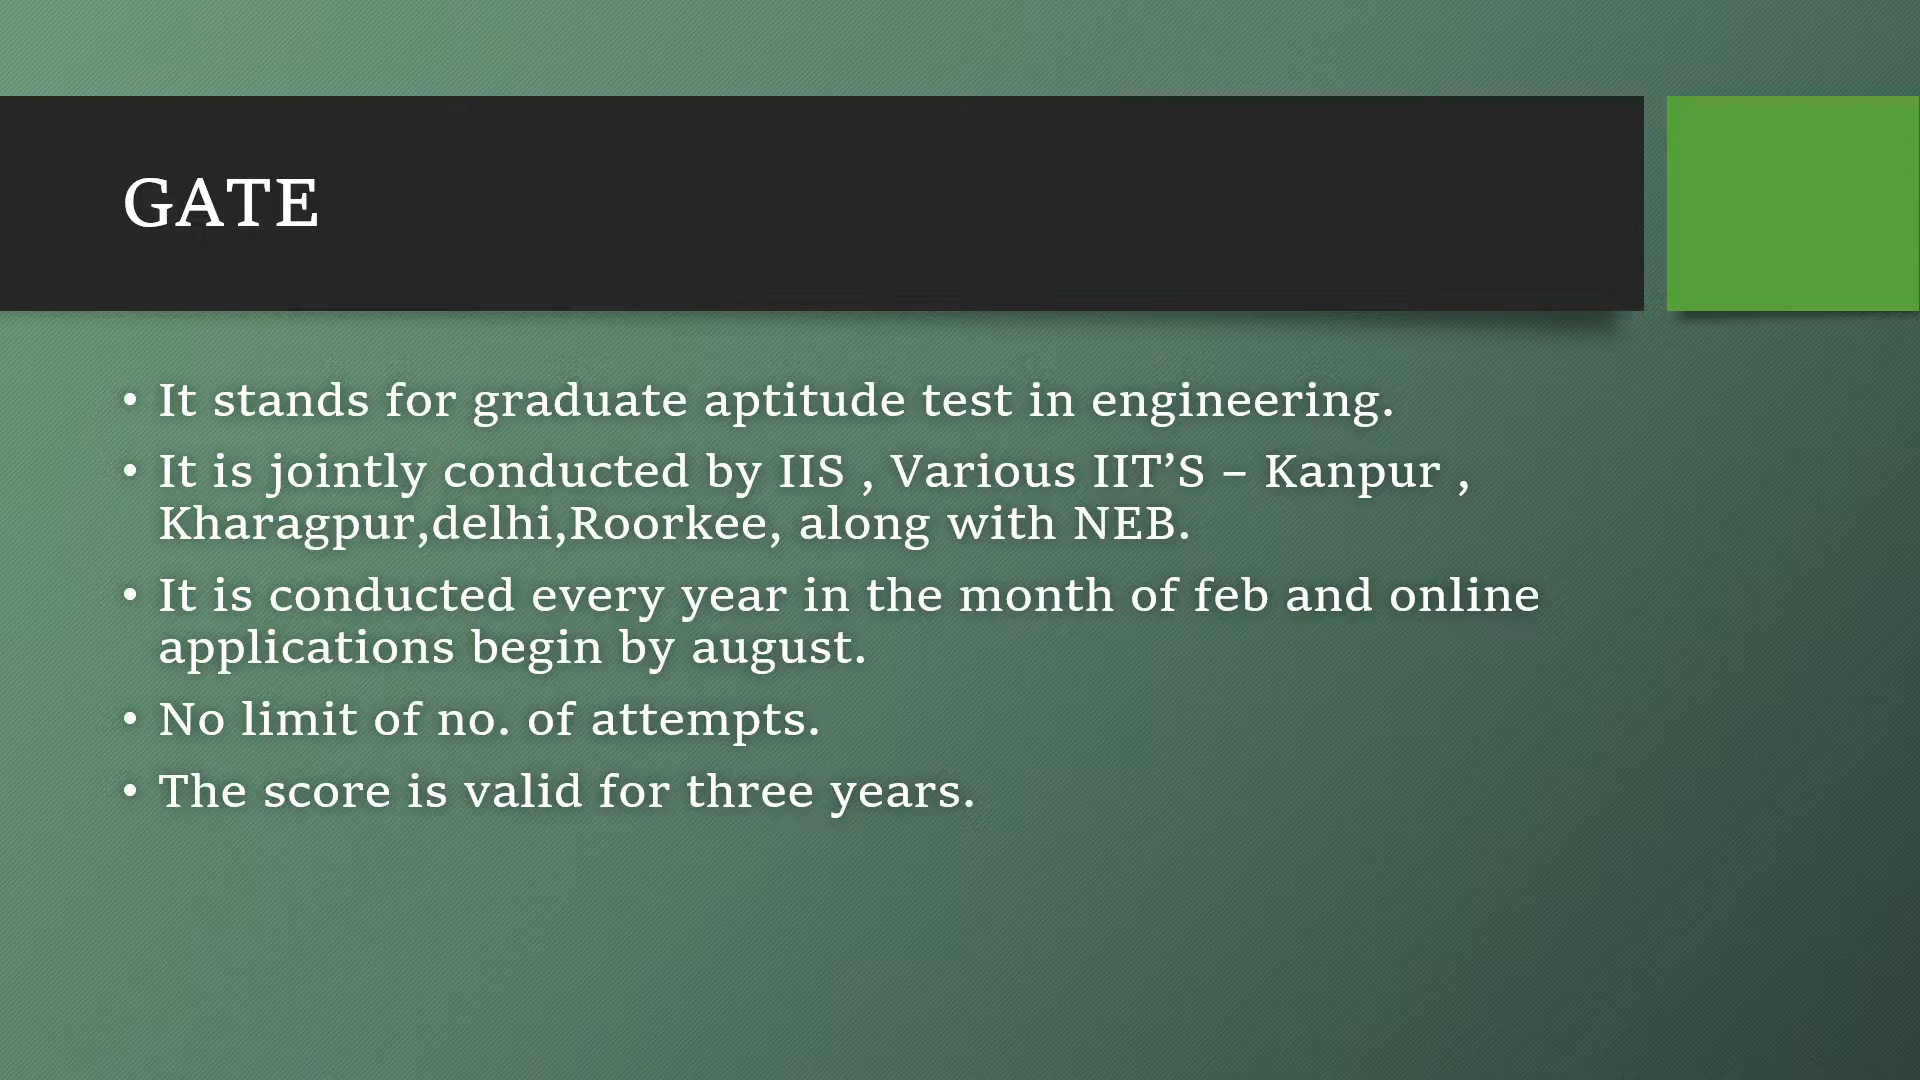 GATE
• It stands for graduate aptitude test in engineering.
• It is jointly conducted by IIS , Various IIT’S – Kanpur ,
Kharagpur,delhi,Roorkee, along with NEB.
• It is conducted every year in the month of feb and online
applications begin by august.
• No limit of no. of attempts.
• The score is valid for three years.